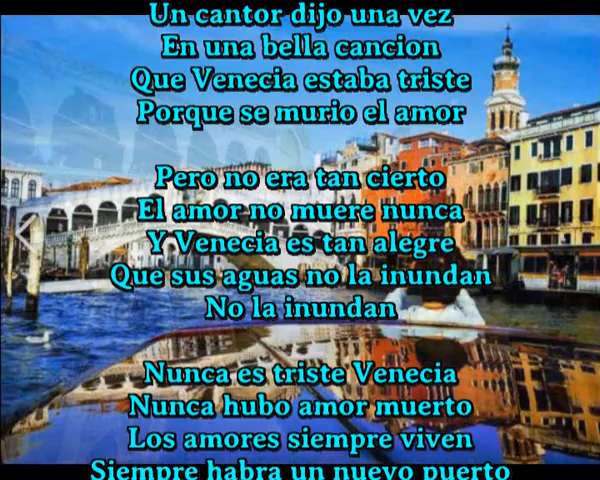 Un cantor dijo una vez
En una bella cancion
Que Venecia estaba triste
Porque se murio el amor
Pero no era tan cierto
El amor no muere nunca
Y Venecia es tan alegre
Que sus aguas no la inundan
No la inundan
Nunca es triste Venecia
Nunca hubo amor muerto
Los amores siempre viven
Siempre habra un nuevo puerto